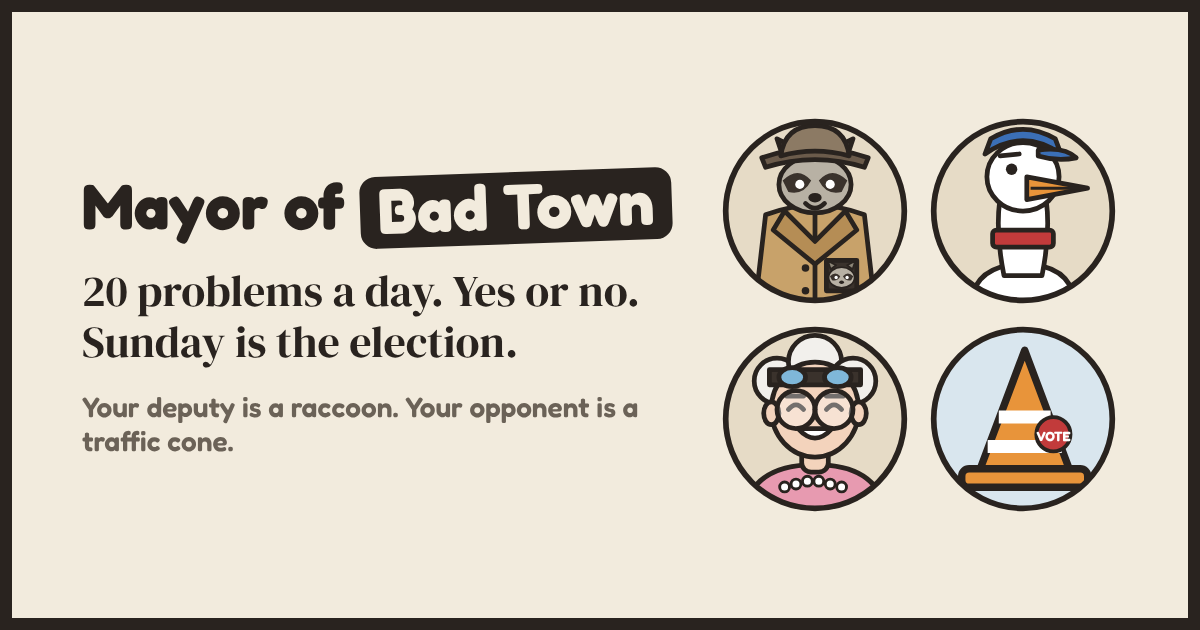 Mayor of Bad Town
20 problems a day. Yes or no.
Sunday is the election.
Your deputy is a raccoon. Your opponent is a
traffic cone.
VOTE